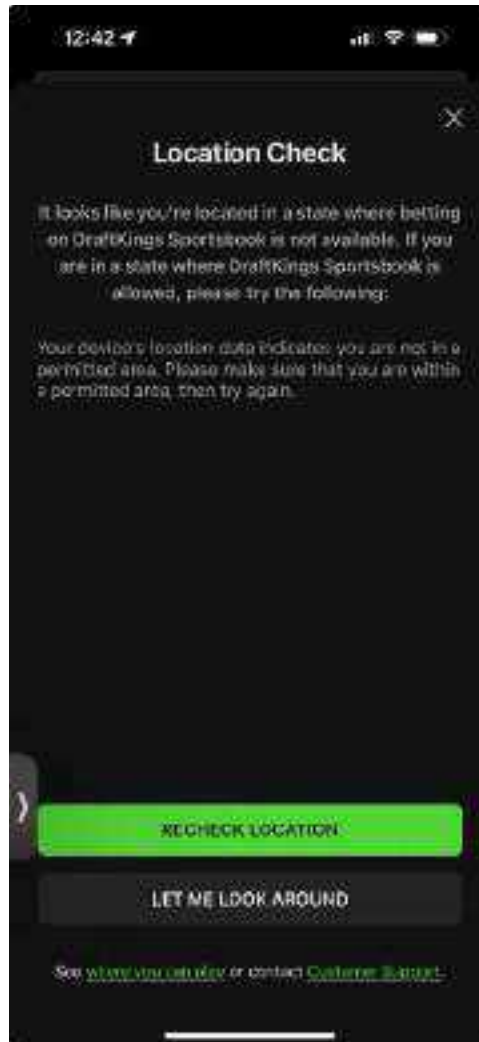 12:42
Location Check
It looks like you're located in a state where betting
on DraftKings Sportsbook is not available. If you
are in a state where DraftKings Sportsbook is
allowed, please try the following:
Your device's location data indicates you are not in a
permitted area. Please make sure that you are within
a permitted area, then try again.
RECHECK LOCATION
LET ME LOOK AROUND
See where you can play or contact Customer Support.